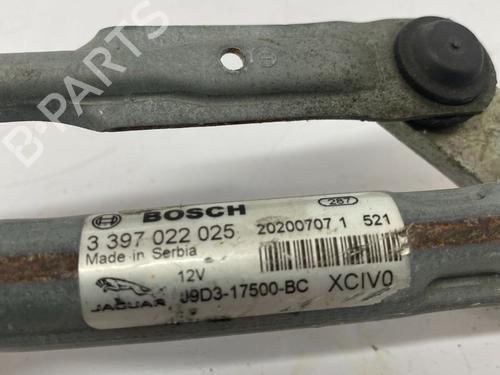 B-PARTS
BOSCH
287
3 397 022 025
20200707 1 521
Made in Serbia
12V
JAGUAR
J9D3-17500-BC XCIV0